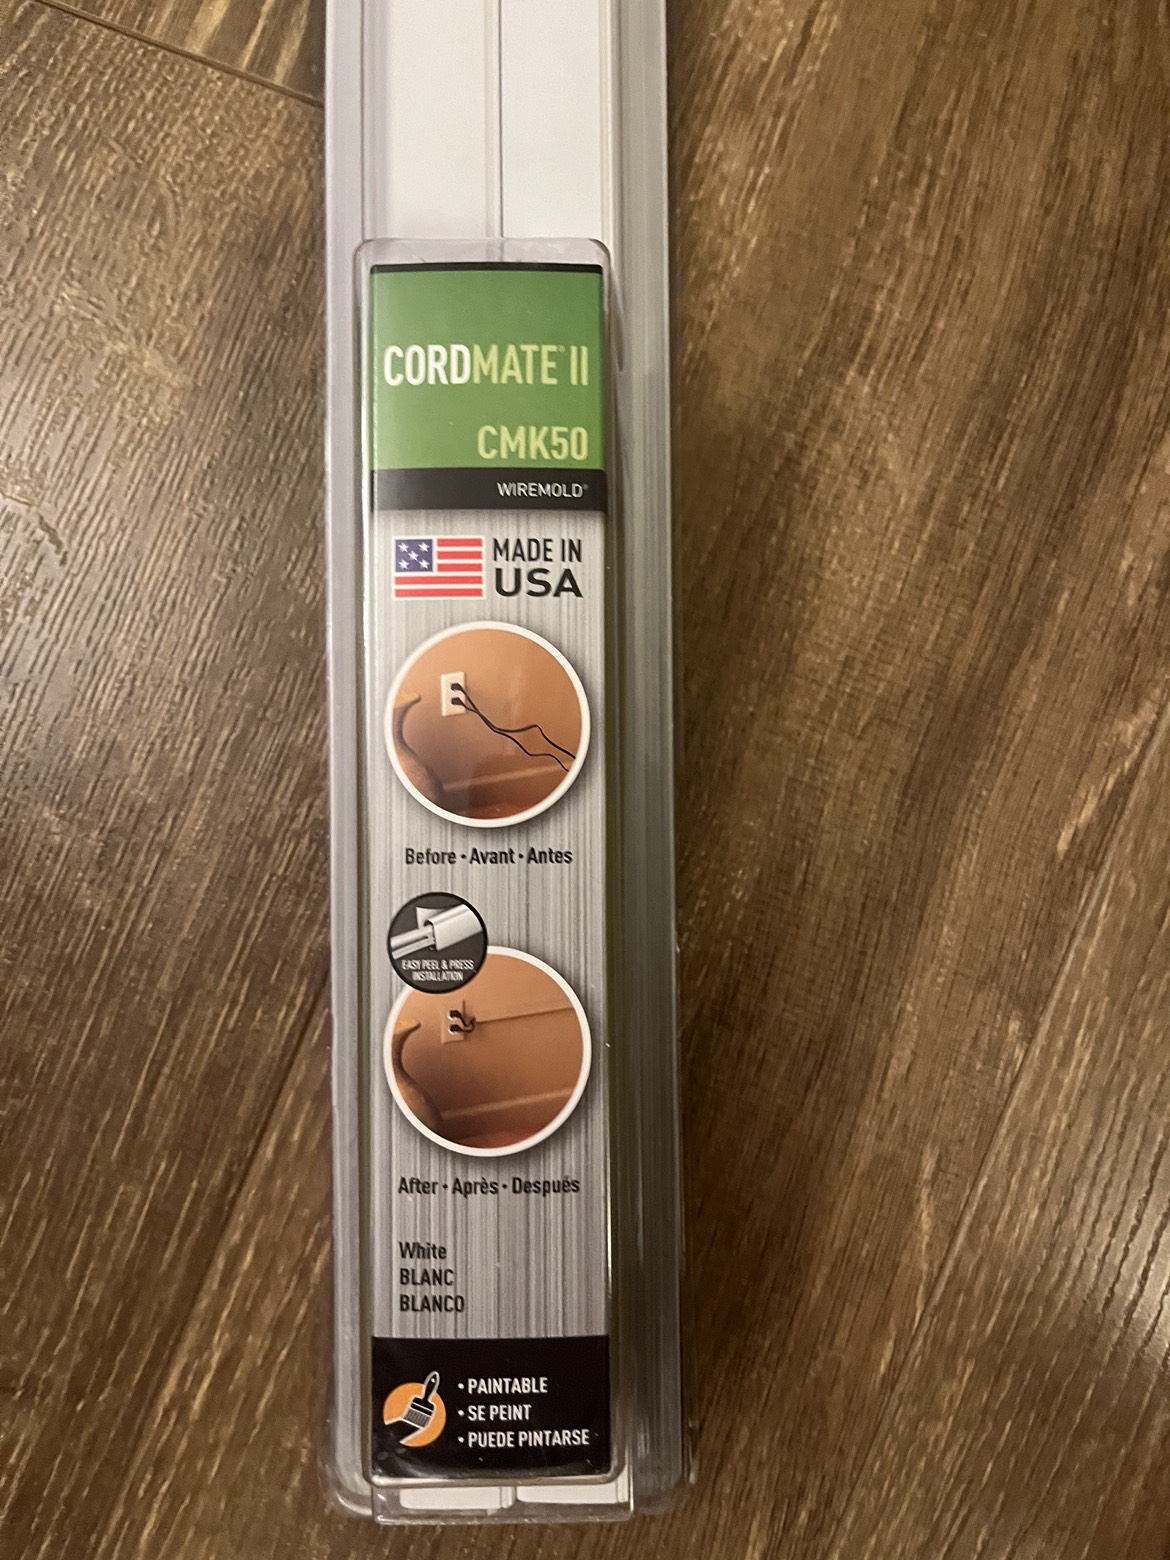 CORDMATE® II
CMK50
WIREMOLD®
MADE IN
USA
Before • Avant • Antes
EASY PEEL & PRESS
INSTALLATION
After • Après • Después
White
BLANC
BLANCO
• PAINTABLE
• SE PEINT
• PUEDE PINTARSE